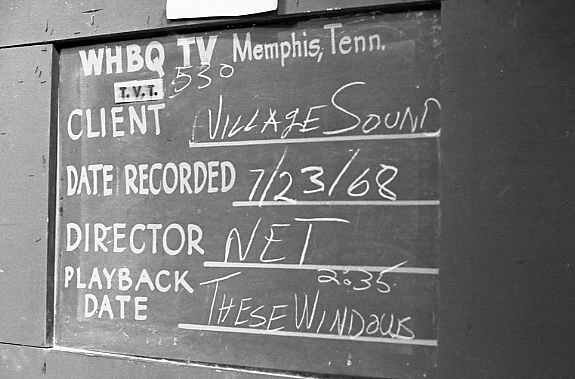 WHBQ TV Memphis, Tenn.
T.V.T. 530
CLIENT VILLAGE SOUND
DATE RECORDED 7/23/68
DIRECTOR NET
PLAYBACK 2:35
DATE THESE WINDOWS